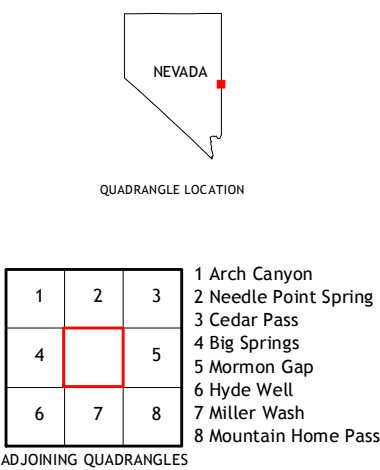 NEVADA
QUADRANGLE LOCATION
1 2 3
4 5
6 7 8
1 Arch Canyon
2 Needle Point Spring
3 Cedar Pass
4 Big Springs
5 Mormon Gap
6 Hyde Well
7 Miller Wash
8 Mountain Home Pass
ADJOINING QUADRANGLES